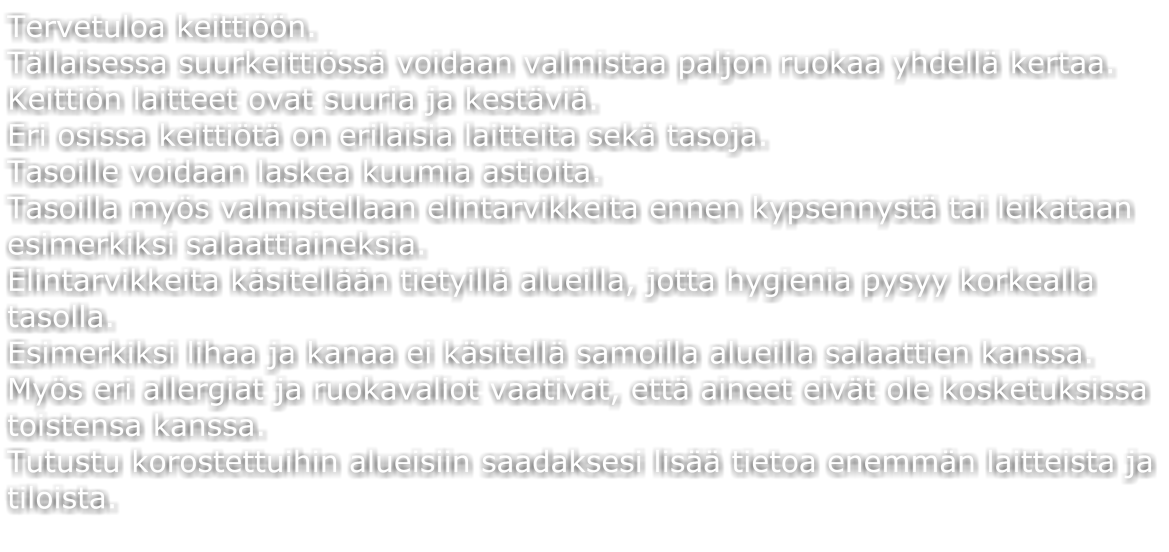 Tervetuloa keittiöön.
Tällaisessa suurkeittiössä voidaan valmistaa paljon ruokaa yhdellä kertaa.
Keittiön laitteet ovat suuria ja kestäviä.
Eri osissa keittiötä on erilaisia laitteita sekä tasoja.
Tasoille voidaan laskea kuumia astioita.
Tasoilla myös valmistellaan elintarvikkeita ennen kypsennystä tai leikataan
esimerkiksi salaattiaineksia.
Elintarvikkeita käsitellään tietyillä alueilla, jotta hygienia pysyy korkealla
tasolla.
Esimerkiksi lihaa ja kanaa ei käsitellä samoilla alueilla salaattien kanssa.
Myös eri allergiat ja ruokavaliot vaativat, että aineet eivät ole kosketuksissa
toistensa kanssa.
Tutustu korostettuihin alueisiin saadaksesi lisää tietoa enemmän laitteista ja
tiloista.